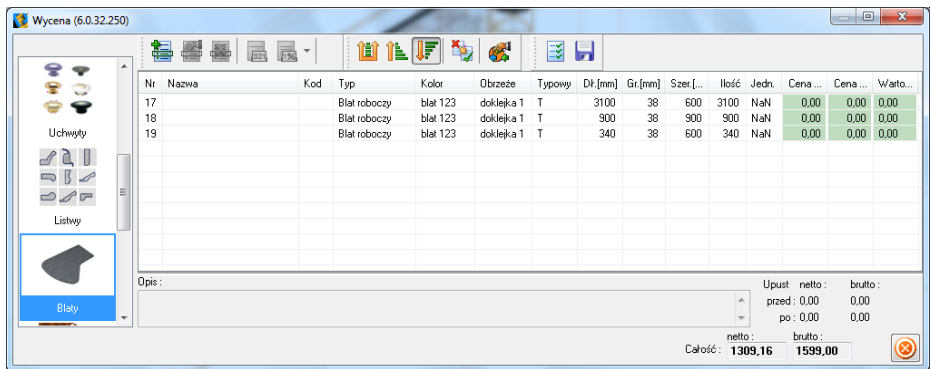 Wycena (6.0.32.250)
Nr Nazwa Kod Typ Kolor Obrzeże Typowy Dł.[mm] Gr.[mm] Szer.[... Ilość Jedn. Cena ... Cena ... Warto...
17 Blat roboczy blat 123 doklejka 1 T 3100 38 600 3100 NaN 0,00 0,00 0,00
18 Blat roboczy blat 123 doklejka 1 T 900 38 900 900 NaN 0,00 0,00 0,00
19 Blat roboczy blat 123 doklejka 1 T 340 38 600 340 NaN 0,00 0,00 0,00
Uchwyty
Listwy
Blaty
Opis :
Upust netto : brutto :
przed : 0,00 0,00
po : 0,00 0,00
netto : brutto :
Całość : 1309,16 1599,00